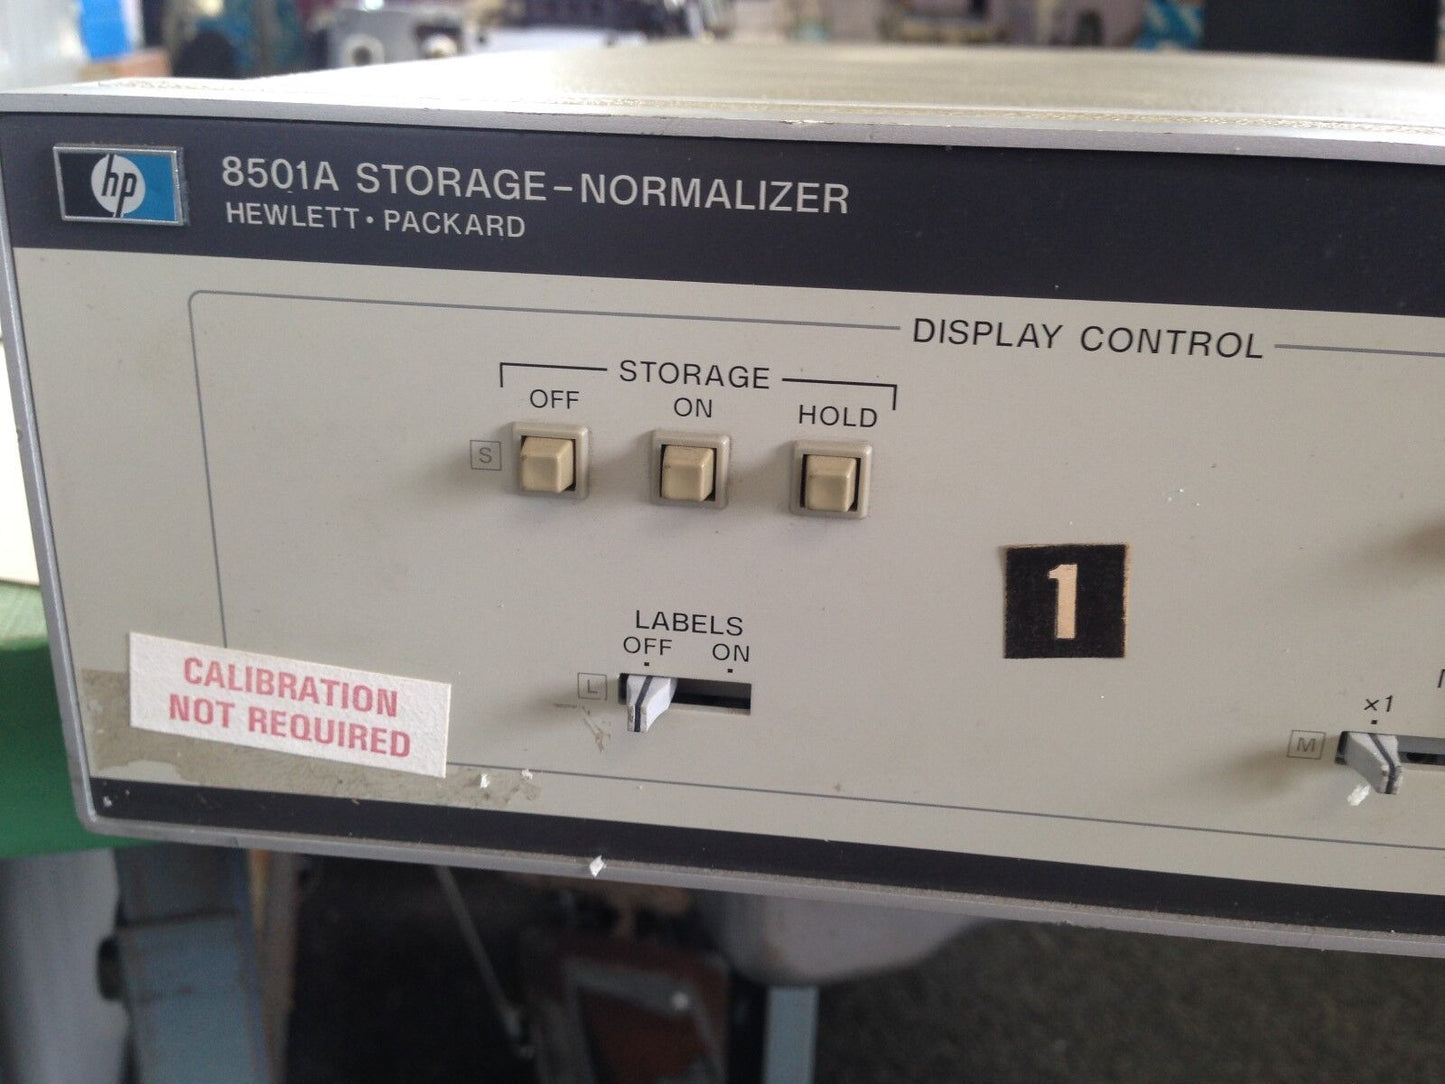 hp
8501A STORAGE-NORMALIZER
HEWLETT • PACKARD
DISPLAY CONTROL
STORAGE
OFF ON HOLD
S
1
LABELS
OFF ON
L
CALIBRATION
NOT REQUIRED
×1
M